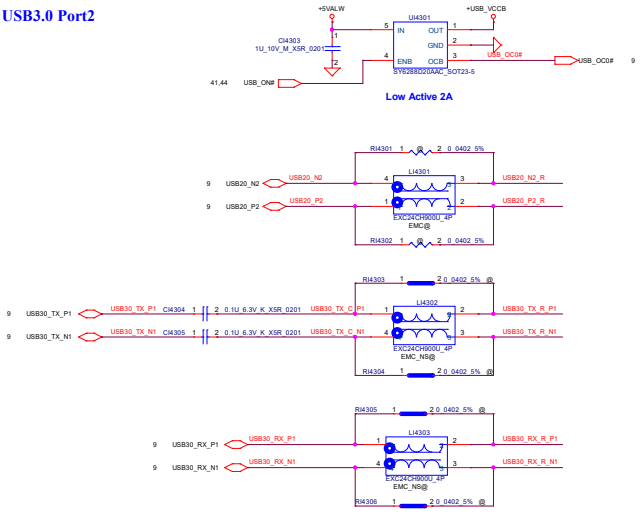 USB3.0 Port2
+5VALW
+USB_VCCB
UI4301
5 IN OUT 1
GND 2
4 ENB OCB 3
SY6288D20AAC_SOT23-5
CI4303
1U_10V_M_X5R_0201
1
2
USB_OC0#
USB_OC0# 9
41,44 USB_ON#
Low Active 2A
RI4301 1 @ 2 0_0402_5%
LI4301
9 USB20_N2 USB20_N2 4 3 USB20_N2_R
9 USB20_P2 USB20_P2 1 2 USB20_P2_R
EXC24CH900U_4P
EMC@
RI4302 1 @ 2 0_0402_5%
RI4303 1 2 0_0402_5% @
LI4302
9 USB30_TX_P1 USB30_TX_P1 CI4304 1 2 0.1U_6.3V_K_X5R_0201 USB30_TX_C_P1 1 2 USB30_TX_R_P1
9 USB30_TX_N1 USB30_TX_N1 CI4305 1 2 0.1U_6.3V_K_X5R_0201 USB30_TX_C_N1 4 3 USB30_TX_R_N1
EXC24CH900U_4P
EMC_NS@
RI4304 1 2 0_0402_5% @
RI4305 1 2 0_0402_5% @
LI4303
9 USB30_RX_P1 USB30_RX_P1 1 2 USB30_RX_R_P1
9 USB30_RX_N1 USB30_RX_N1 4 3 USB30_RX_R_N1
EXC24CH900U_4P
EMC_NS@
RI4306 1 2 0_0402_5% @